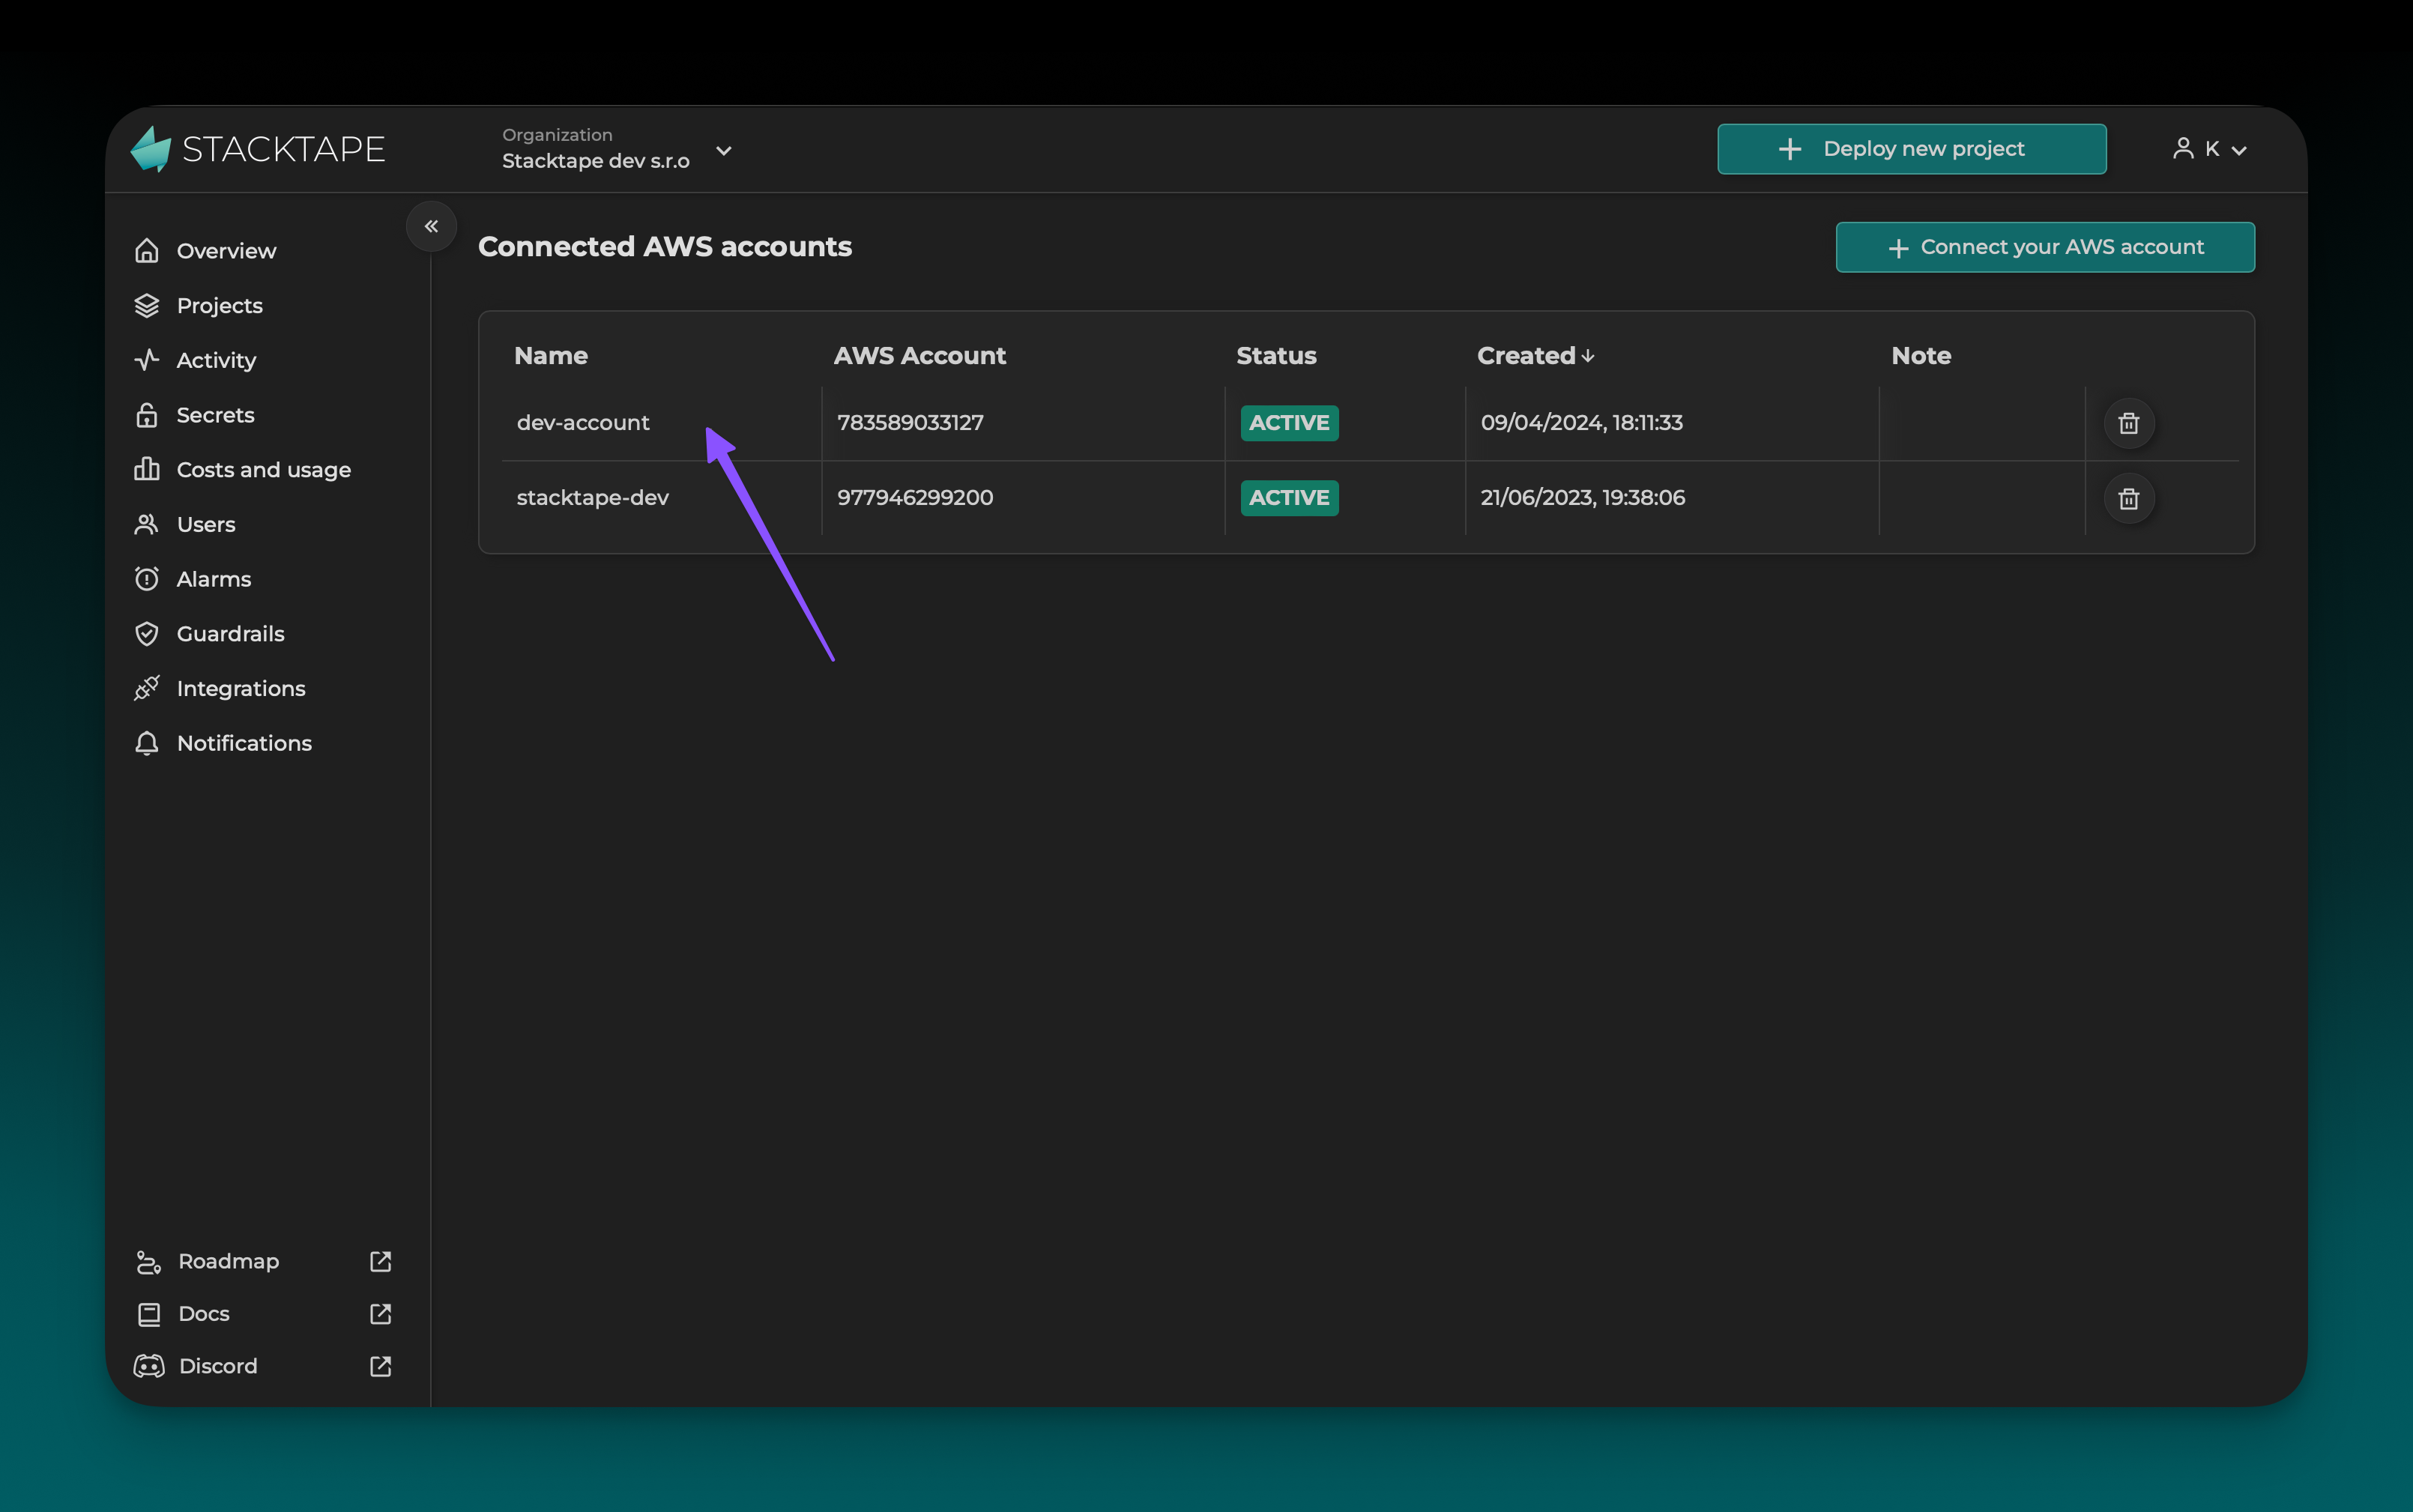 STACKTAPE
Organization
Stacktape dev s.r.o
Deploy new project
K
Overview
Projects
Activity
Secrets
Costs and usage
Users
Alarms
Guardrails
Integrations
Notifications
Roadmap
Docs
Discord
Connected AWS accounts
Connect your AWS account
Name AWS Account Status Created Note
dev-account 783589033127 ACTIVE 09/04/2024, 18:11:33
stacktape-dev 977946299200 ACTIVE 21/06/2023, 19:38:06